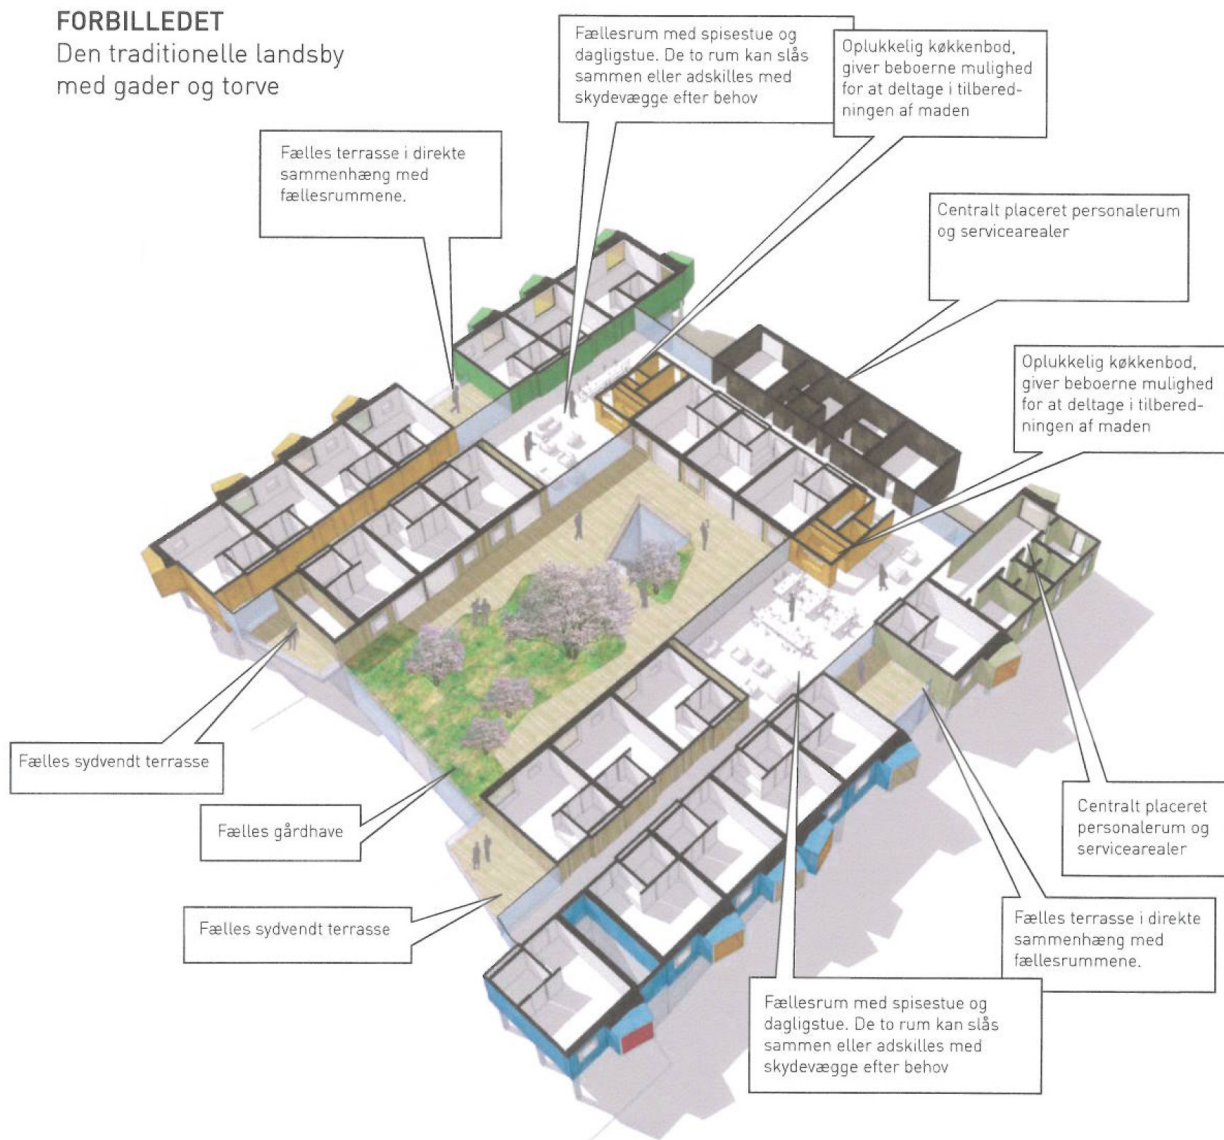 FORBILLEDET
Den traditionelle landsby
med gader og torve
Fællesrum med spisestue og
dagligstue. De to rum kan slås
sammen eller adskilles med
skydevægge efter behov
Oplukkelig køkkenbod,
giver beboerne mulighed
for at deltage i tilbered-
ningen af maden
Fælles terrasse i direkte
sammenhæng med
fællesrummene.
Centralt placeret personalerum
og servicearealer
Oplukkelig køkkenbod,
giver beboerne mulighed
for at deltage i tilbered-
ningen af maden
Fælles sydvendt terrasse
Fælles gårdhave
Centralt placeret
personalerum og
servicearealer
Fælles sydvendt terrasse
Fælles terrasse i direkte
sammenhæng med
fællesrummene.
Fællesrum med spisestue og
dagligstue. De to rum kan slås
sammen eller adskilles med
skydevægge efter behov